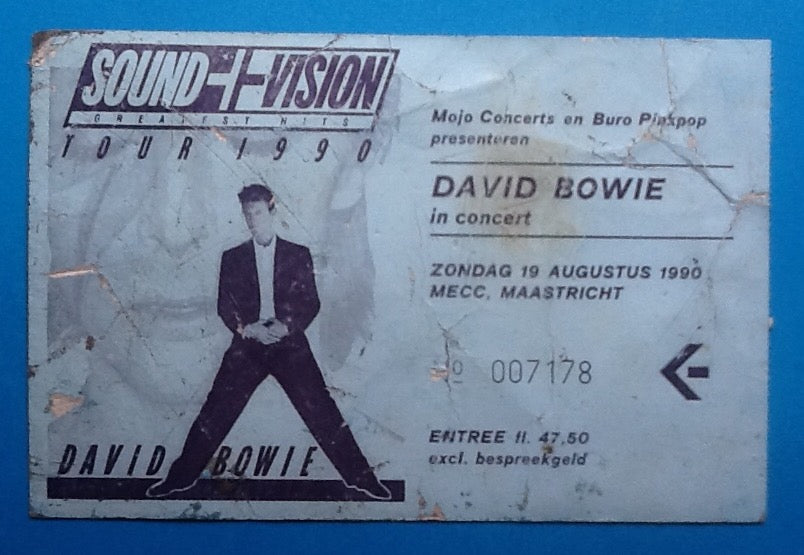 SOUND+VISION
GREATEST HITS
TOUR 1990
DAVID BOWIE
Mojo Concerts en Buro Pinkpop
presenteren
DAVID BOWIE
in concert
ZONDAG 19 AUGUSTUS 1990
MECC, MAASTRICHT
Nº 007178
ENTREE fl. 47,50
excl. bespreekgeld